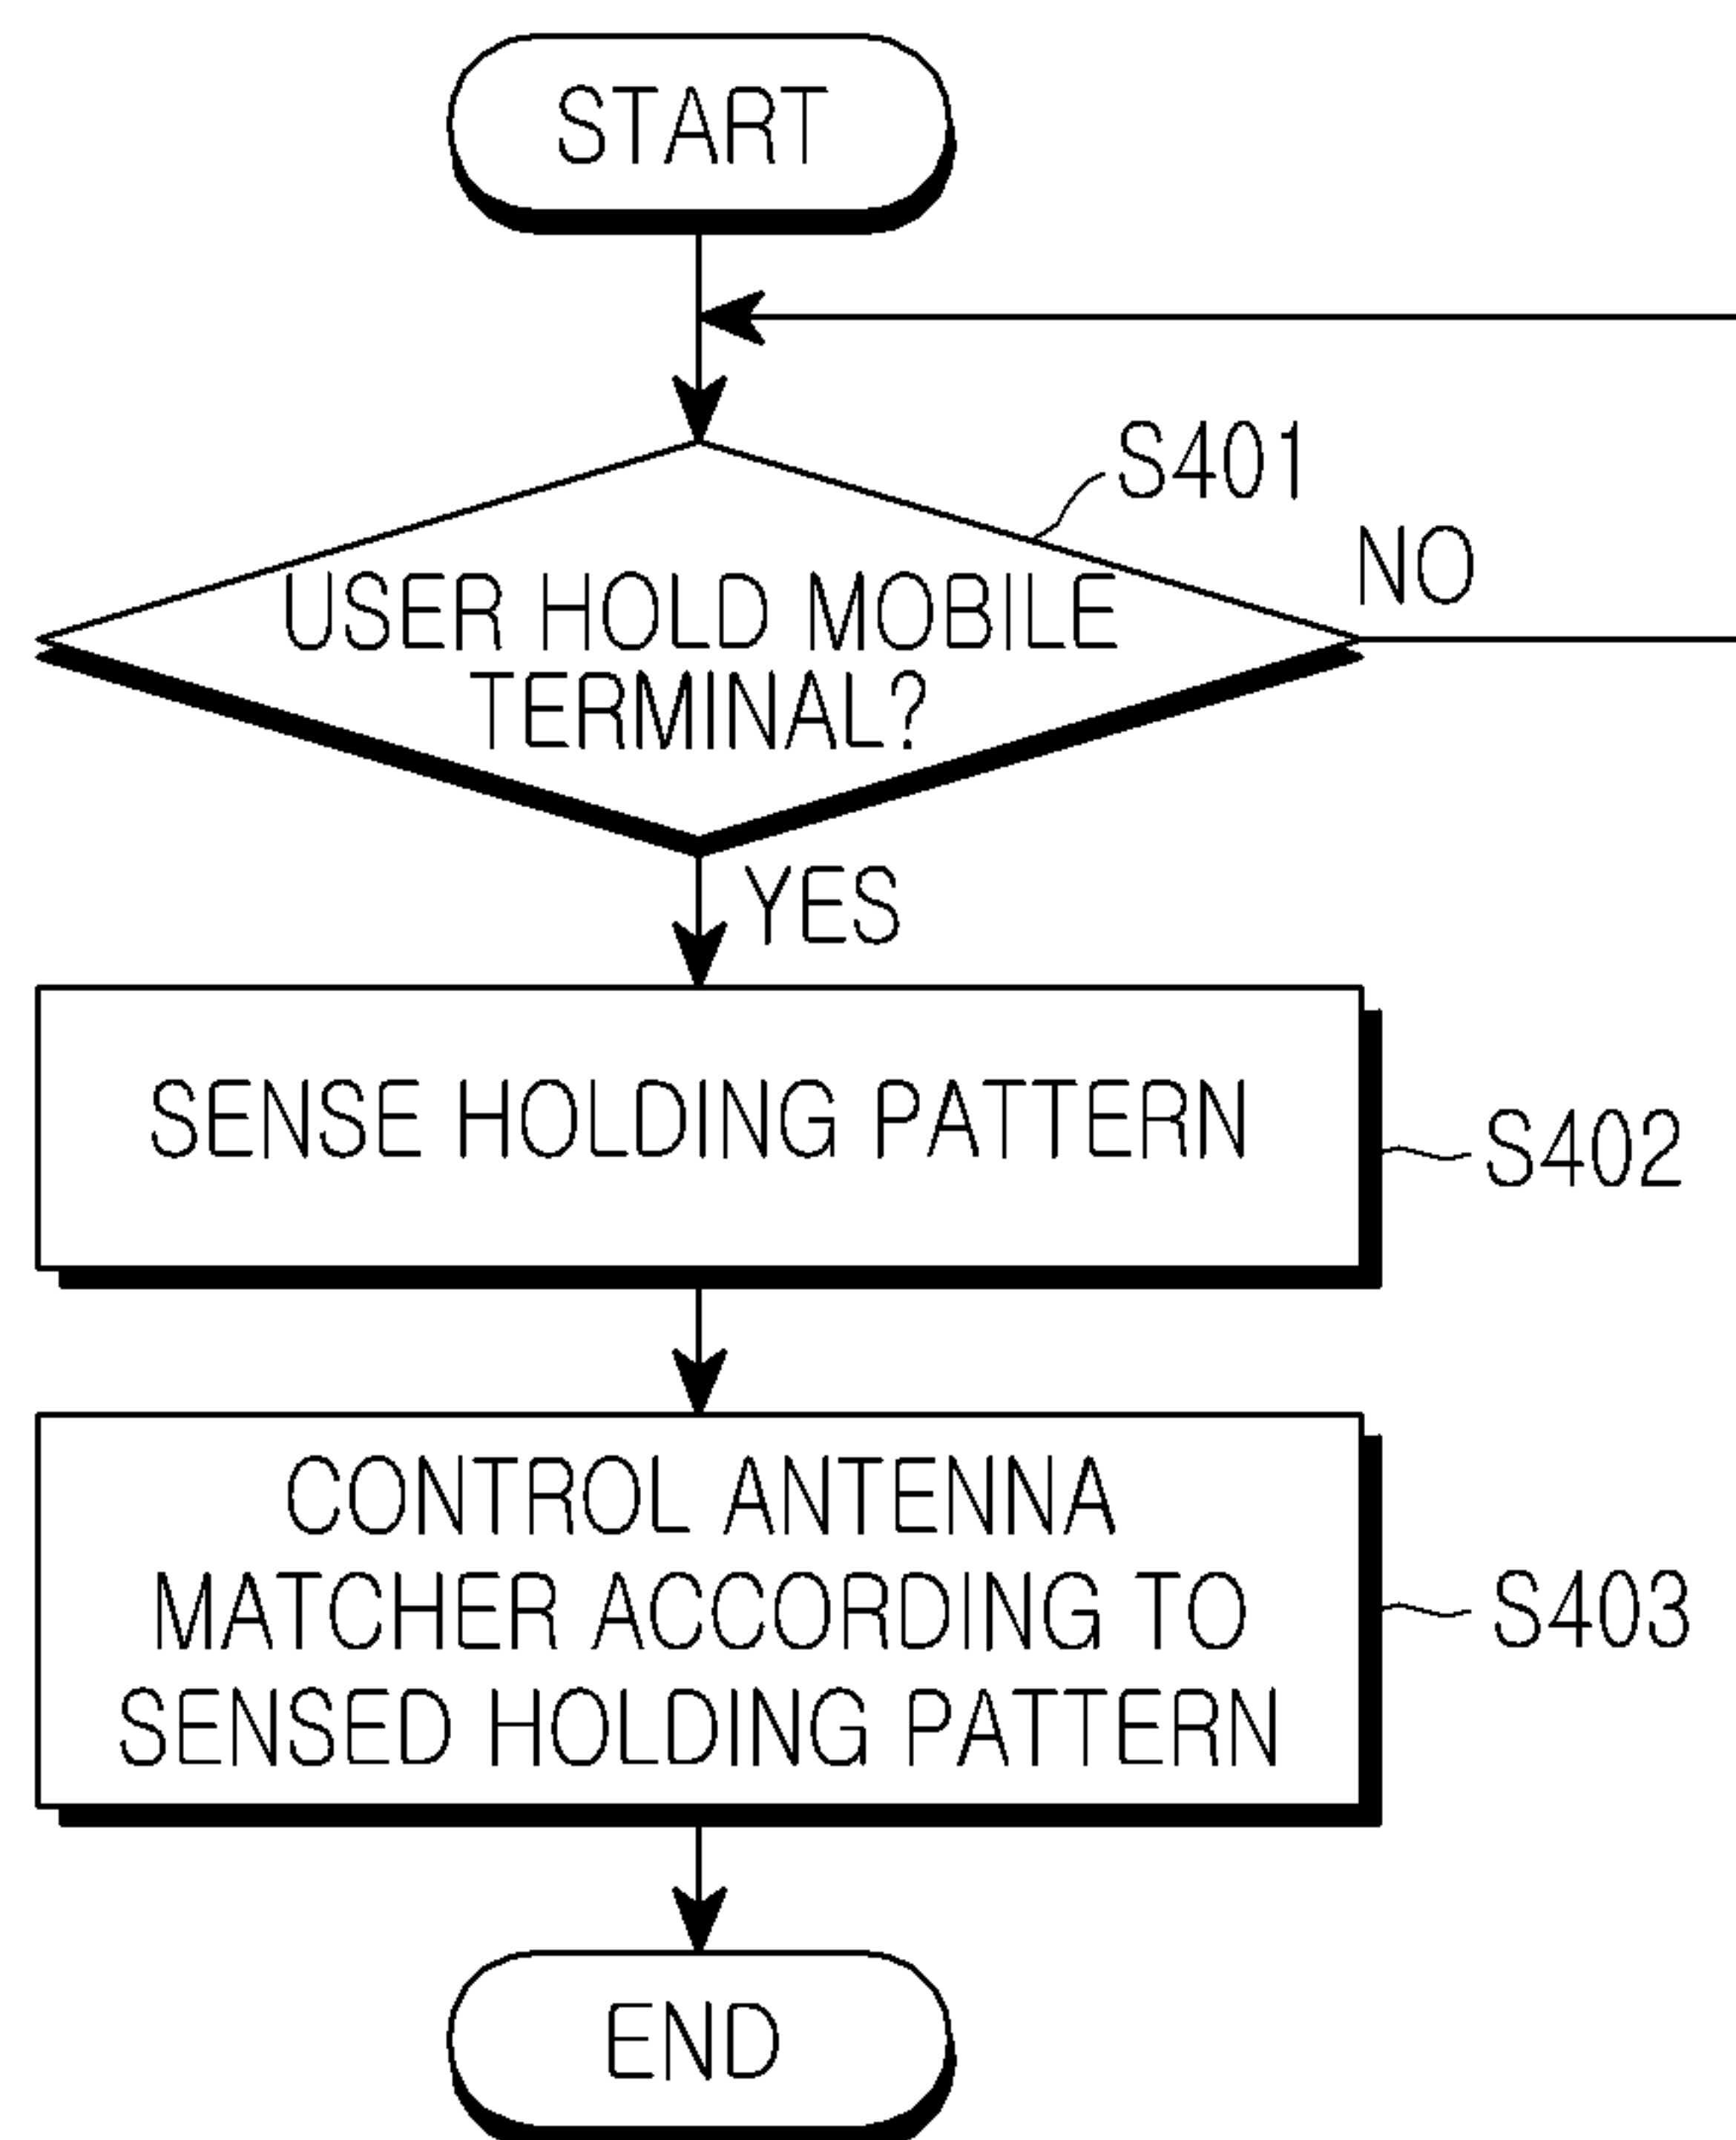 START
S401
NO
USER HOLD MOBILE
TERMINAL?
YES
SENSE HOLDING PATTERN
S402
CONTROL ANTENNA
MATCHER ACCORDING TO
SENSED HOLDING PATTERN
S403
END